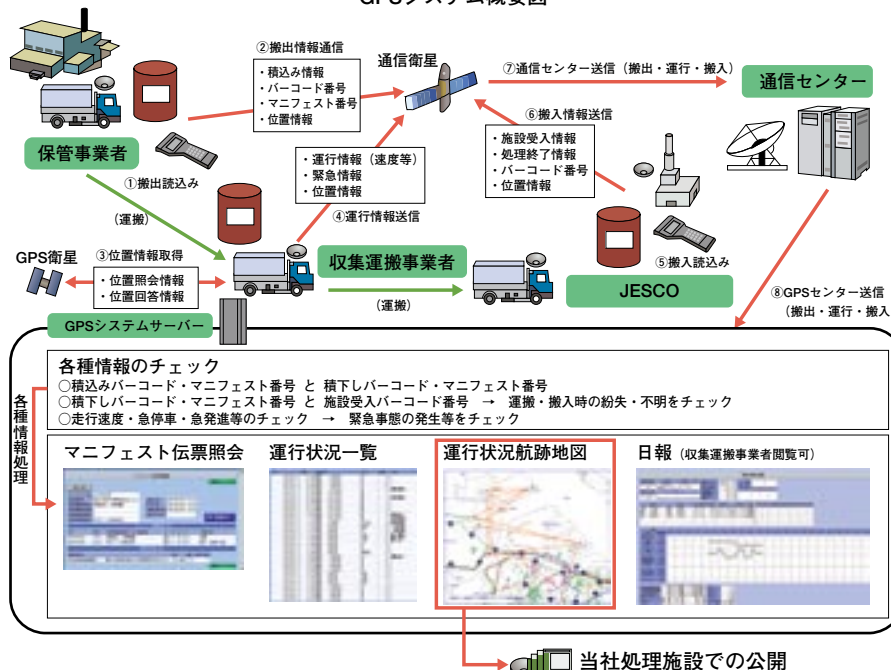 GPSシステム概要図
②搬出情報通信
・積込み情報
・バーコード番号
・マニフェスト番号
・位置情報
通信衛星
⑦通信センター送信（搬出・運行・搬入）
通信センター
⑥搬入情報送信
・施設受入情報
・処理終了情報
・バーコード番号
・位置情報
保管事業者
①搬出読込み
・運行情報（速度等）
・緊急情報
・位置情報
④運行情報送信
（運搬）
GPS衛星
③位置情報取得
・位置照会情報
・位置回答情報
収集運搬事業者
（運搬）
⑤搬入読込み
JESCO
⑧GPSセンター送信
（搬出・運行・搬入
GPSシステムサーバー
各種情報処理
各種情報のチェック
○積込みバーコード・マニフェスト番号 と 積下しバーコード・マニフェスト番号
○積下しバーコード・マニフェスト番号 と 施設受入バーコード番号 → 運搬・搬入時の紛失・不明をチェック
○走行速度・急停車・急発進等のチェック → 緊急事態の発生等をチェック
マニフェスト伝票照会
運行状況一覧
運行状況航跡地図
日報（収集運搬事業者閲覧可）
当社処理施設での公開